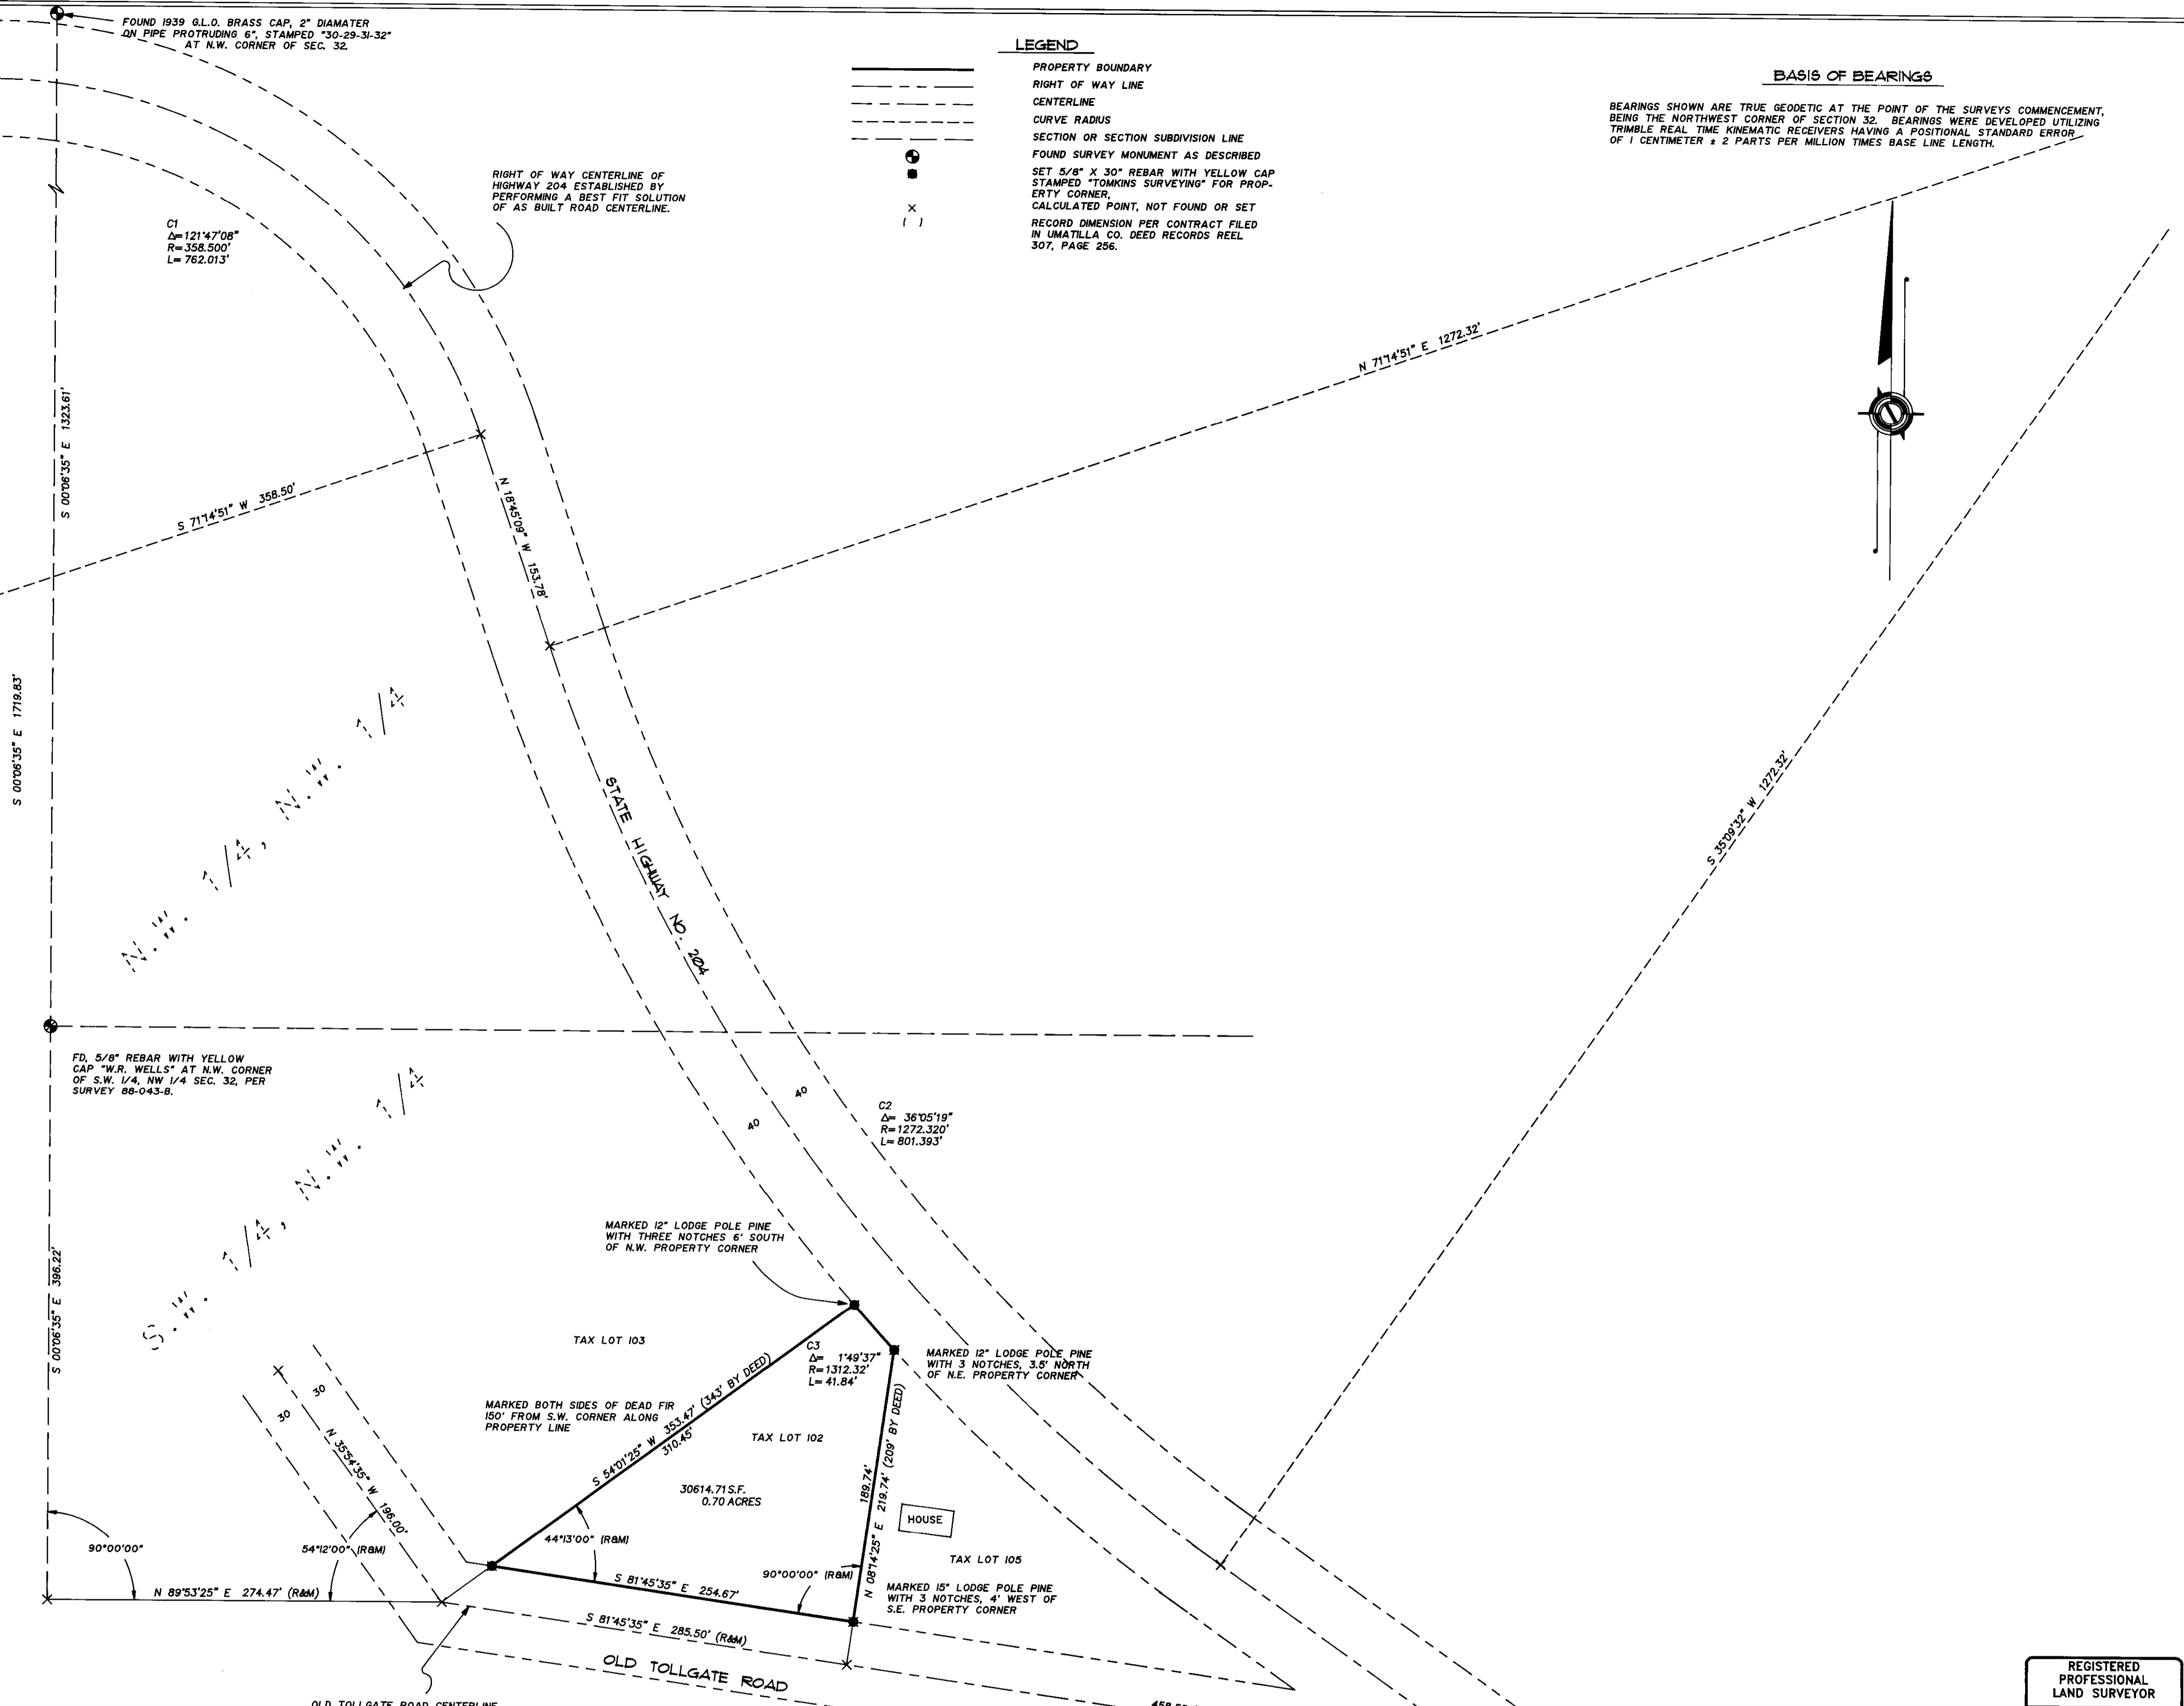 FOUND 1939 G.L.O. BRASS CAP, 2" DIAMATER
ON PIPE PROTRUDING 6", STAMPED "30-29-31-32"
AT N.W. CORNER OF SEC. 32.
LEGEND
PROPERTY BOUNDARY
RIGHT OF WAY LINE
CENTERLINE
CURVE RADIUS
SECTION OR SECTION SUBDIVISION LINE
FOUND SURVEY MONUMENT AS DESCRIBED
SET 5/8" X 30" REBAR WITH YELLOW CAP
STAMPED "TOMKINS SURVEYING" FOR PROP-
ERTY CORNER,
CALCULATED POINT, NOT FOUND OR SET
( )
RECORD DIMENSION PER CONTRACT FILED
IN UMATILLA CO. DEED RECORDS REEL
307, PAGE 256.
BASIS OF BEARINGS
BEARINGS SHOWN ARE TRUE GEODETIC AT THE POINT OF THE SURVEYS COMMENCEMENT,
BEING THE NORTHWEST CORNER OF SECTION 32. BEARINGS WERE DEVELOPED UTILIZING
TRIMBLE REAL TIME KINEMATIC RECEIVERS HAVING A POSITIONAL STANDARD ERROR
OF 1 CENTIMETER ± 2 PARTS PER MILLION TIMES BASE LINE LENGTH.
RIGHT OF WAY CENTERLINE OF
HIGHWAY 204 ESTABLISHED BY
PERFORMING A BEST FIT SOLUTION
OF AS BUILT ROAD CENTERLINE.
C1
Δ=121°47'08"
R=358.500'
L= 762.013'
N 71°14'51" E 1272.32'
S 00°06'35" E 1323.61'
S 71°14'51" W 358.50'
N 18°45'09" W 153.78'
S 00°06'35" E 1719.83'
N.W. 1/4, N.W. 1/4
STATE HIGHWAY NO. 204
S 35°09'32" W 1272.32'
FD, 5/8" REBAR WITH YELLOW
CAP "W.R. WELLS" AT N.W. CORNER
OF S.W. 1/4, NW 1/4 SEC. 32, PER
SURVEY 88-043-B.
S.W. 1/4, N.W. 1/4
40
40
C2
Δ= 36°05'19"
R=1272.320'
L= 801.393'
MARKED 12" LODGE POLE PINE
WITH THREE NOTCHES 6' SOUTH
OF N.W. PROPERTY CORNER
S 00°06'35" E 396.22'
TAX LOT 103
C3
Δ= 1°49'37"
R=1312.32'
L= 41.84'
MARKED 12" LODGE POLE PINE
WITH 3 NOTCHES, 3.5' NORTH
OF N.E. PROPERTY CORNER
MARKED BOTH SIDES OF DEAD FIR
150' FROM S.W. CORNER ALONG
PROPERTY LINE
S 54°01'25" W 353.47' (343' BY DEED)
310.45'
TAX LOT 102
30614.71 S.F.
0.70 ACRES
30
30
N 35°54'35" W 196.00'
189.74'
N 08°14'25" E 219.74' (209' BY DEED)
HOUSE
TAX LOT 105
90°00'00"
54°12'00" (R&M)
44°13'00" (R&M)
90°00'00" (R&M)
S 81°45'35" E 254.67'
N 89°53'25" E 274.47' (R&M)
MARKED 15" LODGE POLE PINE
WITH 3 NOTCHES, 4' WEST OF
S.E. PROPERTY CORNER
S 81°45'35" E 285.50' (R&M)
OLD TOLLGATE ROAD
REGISTERED
PROFESSIONAL
LAND SURVEYOR
OLD TOLLGATE ROAD CENTERLINE